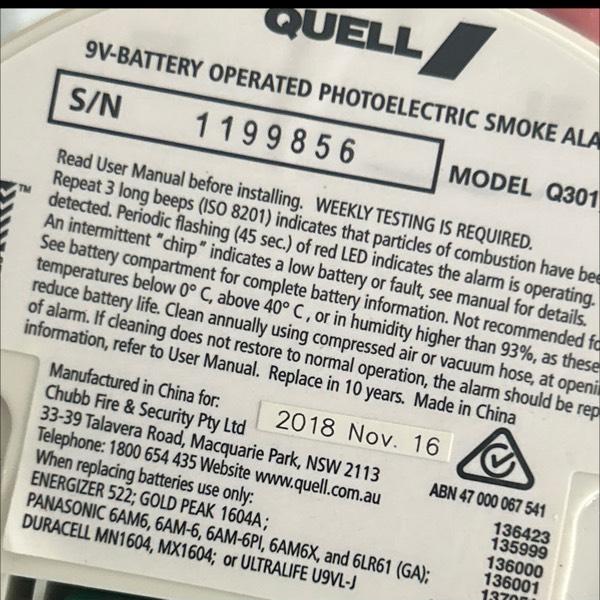 QUELL
9V-BATTERY OPERATED PHOTOELECTRIC SMOKE ALA
S/N 1199856
MODEL Q301
TM
Read User Manual before installing. WEEKLY TESTING IS REQUIRED.
Repeat 3 long beeps (ISO 8201) indicates that particles of combustion have bee
detected. Periodic flashing (45 sec.) of red LED indicates the alarm is operating.
An intermittent "chirp" indicates a low battery or fault, see manual for details.
See battery compartment for complete battery information. Not recommended fo
temperatures below 0° C, above 40° C, or in humidity higher than 93%, as these
reduce battery life. Clean annually using compressed air or vacuum hose, at openi
of alarm. If cleaning does not restore to normal operation, the alarm should be rep
information, refer to User Manual. Replace in 10 years. Made in China
Manufactured in China for:
Chubb Fire & Security Pty Ltd
33-39 Talavera Road, Macquarie Park, NSW 2113
Telephone: 1800 654 435 Website www.quell.com.au
When replacing batteries use only:
ENERGIZER 522; GOLD PEAK 1604A;
PANASONIC 6AM6, 6AM-6, 6AM-6PI, 6AM6X, and 6LR61 (GA);
DURACELL MN1604, MX1604; or ULTRALIFE U9VL-J
2018 Nov. 16
ABN 47 000 067 541
136423
135999
136000
136001